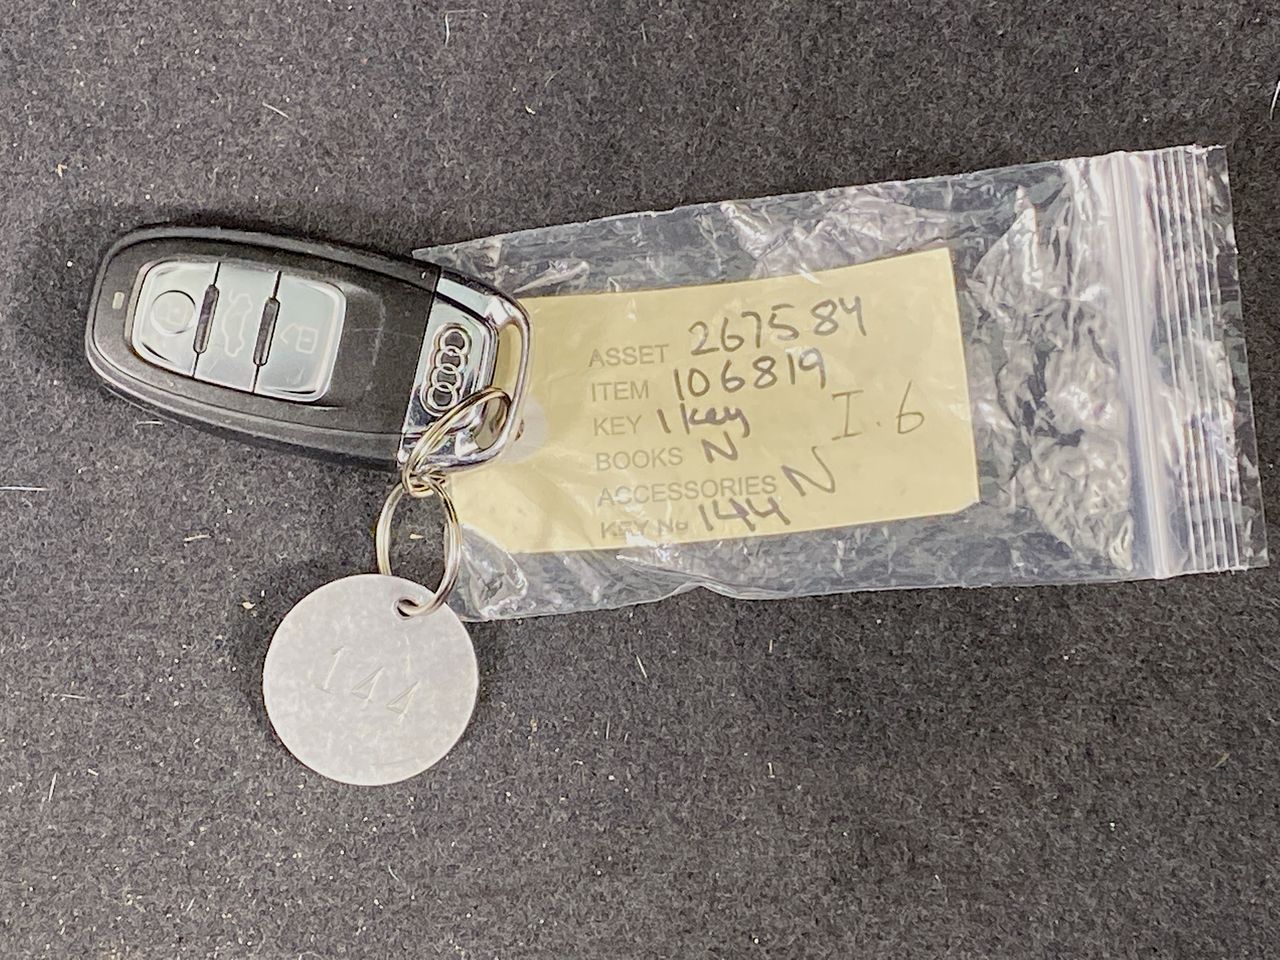 ASSET 267584
ITEM 106819
KEY 1 key
I.6
BOOKS N
ACCESSORIES N
KEY No 144
144